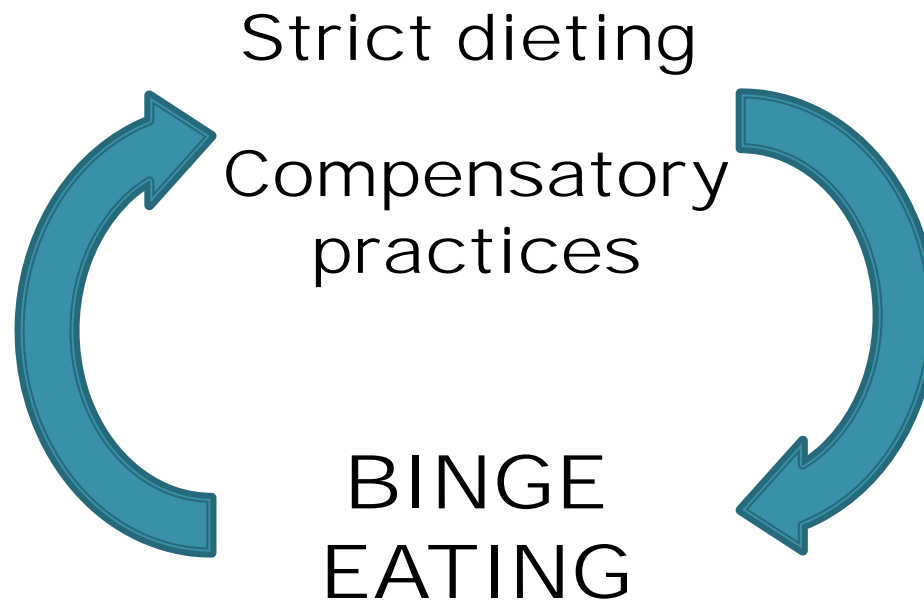 Strict dieting
Compensatory
practices
BINGE
EATING